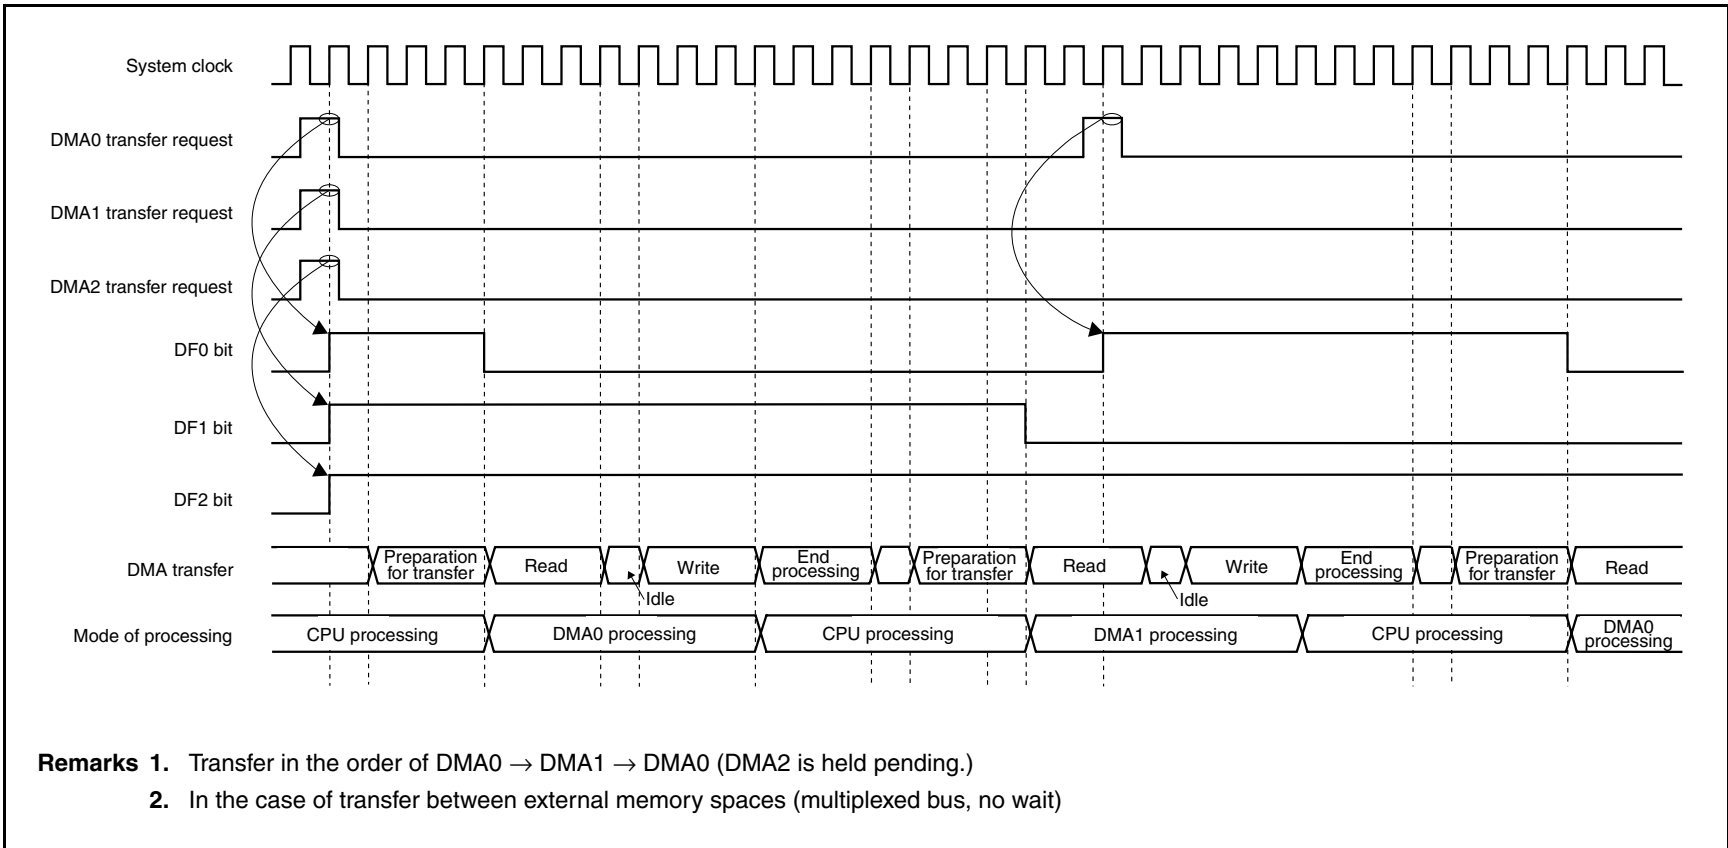 System clock
DMA0 transfer request
DMA1 transfer request
DMA2 transfer request
DF0 bit
DF1 bit
DF2 bit
DMA transfer
Preparation
for transfer
Read
Idle
Write
End
processing
Preparation
for transfer
Read
Idle
Write
End
processing
Preparation
for transfer
Read
Mode of processing
CPU processing
DMA0 processing
CPU processing
DMA1 processing
CPU processing
DMA0
processing
Remarks 1. Transfer in the order of DMA0 → DMA1 → DMA0 (DMA2 is held pending.)
2. In the case of transfer between external memory spaces (multiplexed bus, no wait)